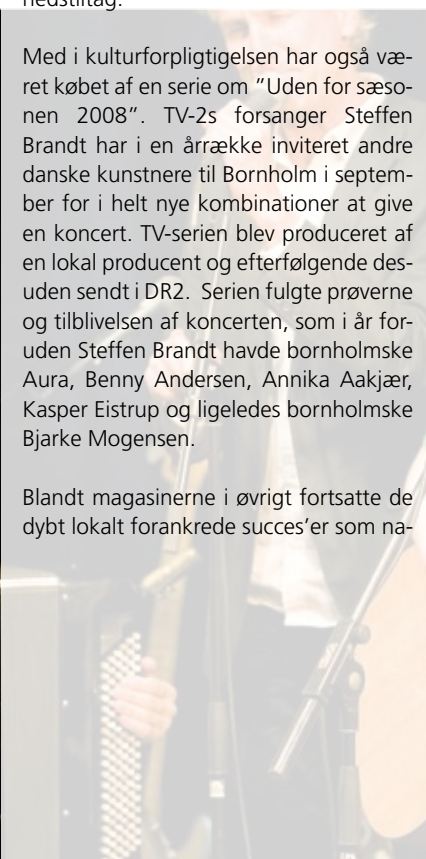 nedstiftag.

Med i kulturforpligtigelsen har også væ-
ret købet af en serie om ”Uden for sæso-
nen 2008”. TV-2s forsanger Steffen
Brandt har i en årrække inviteret andre
danske kunstnere til Bornholm i septem-
ber for i helt nye kombinationer at give
en koncert. TV-serien blev produceret af
en lokal producent og efterfølgende des-
uden sendt i DR2. Serien fulgte prøverne
og tilblivelsen af koncerten, som i år for-
uden Steffen Brandt havde bornholmske
Aura, Benny Andersen, Annika Aakjær,
Kasper Eistrup og ligeledes bornholmske
Bjarke Mogensen.

Blandt magasinerne i øvrigt fortsatte de
dybt lokalt forankrede succes’er som na-